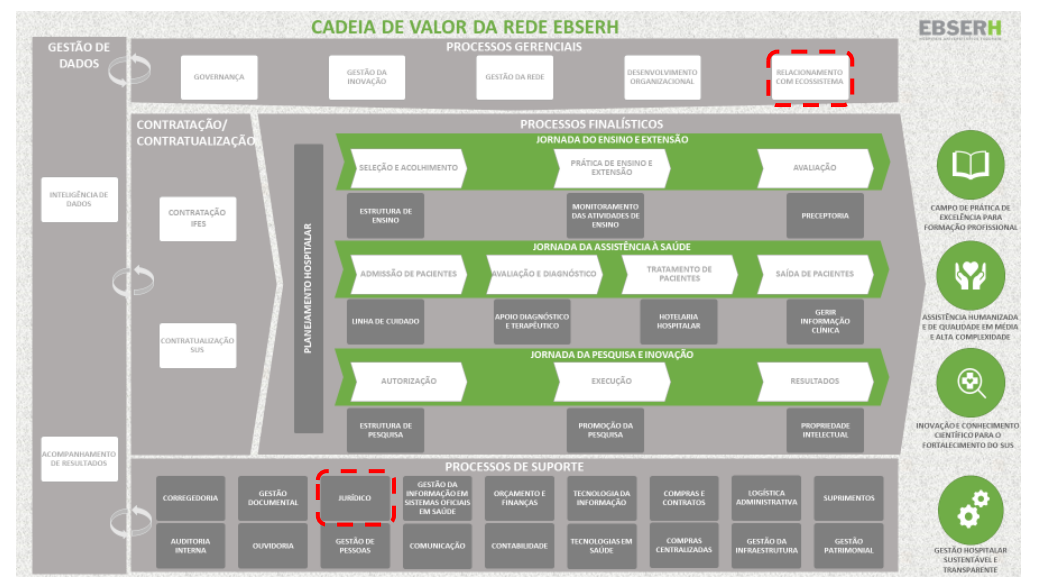 CADEIA DE VALOR DA REDE EBSERH
EBSERH
GESTÃO DE
DADOS
PROCESSOS GERENCIAIS
GOVERNANÇA
GESTÃO DA
INOVAÇÃO
GESTÃO DA REDE
DESENVOLVIMENTO
ORGANIZACIONAL
RELACIONAMENTO
COM ECOSSISTEMA
INTELIGÊNCIA DE
DADOS
ACOMPANHAMENTO
DE RESULTADOS
CONTRATAÇÃO/
CONTRATUALIZAÇÃO
CONTRATAÇÃO
IFES
CONTRATUALIZAÇÃO
SUS
PROCESSOS FINALÍSTICOS
PLANEJAMENTO HOSPITALAR
JORNADA DO ENSINO E EXTENSÃO
SELEÇÃO E ACOLHIMENTO
PRÁTICA DE ENSINO E
EXTENSÃO
AVALIAÇÃO
ESTRUTURA DE
ENSINO
MONITORAMENTO
DAS ATIVIDADES DE
ENSINO
PRECEPTORIA
JORNADA DA ASSISTÊNCIA À SAÚDE
ADMISSÃO DE PACIENTES
AVALIAÇÃO E DIAGNÓSTICO
TRATAMENTO DE
PACIENTES
SAÍDA DE PACIENTES
LINHA DE CUIDADO
APOIO DIAGNÓSTICO
E TERAPÊUTICO
HOTELARIA
HOSPITALAR
GERIR
INFORMAÇÃO
CLÍNICA
JORNADA DA PESQUISA E INOVAÇÃO
AUTORIZAÇÃO
EXECUÇÃO
RESULTADOS
ESTRUTURA DE
PESQUISA
PROMOÇÃO DA
PESQUISA
PROPRIEDADE
INTELECTUAL
PROCESSOS DE SUPORTE
CORREGEDORIA
GESTÃO
DOCUMENTAL
JURÍDICO
GESTÃO DA
INFORMAÇÃO EM
SISTEMAS OFICIAIS
EM SAÚDE
ORÇAMENTO E
FINANÇAS
TECNOLOGIA DA
INFORMAÇÃO
COMPRAS E
CONTRATOS
LOGÍSTICA
ADMINISTRATIVA
SUPRIMENTOS
AUDITORIA
INTERNA
OUVIDORIA
GESTÃO DE
PESSOAS
COMUNICAÇÃO
CONTABILIDADE
TECNOLOGIAS EM
SAÚDE
COMPRAS
CENTRALIZADAS
GESTÃO DA
INFRAESTRUTURA
GESTÃO
PATRIMONIAL
CAMPO DE PRÁTICA DE
EXCELÊNCIA PARA
FORMAÇÃO PROFISSIONAL
ASSISTÊNCIA HUMANIZADA
E DE QUALIDADE EM MÉDIA
E ALTA COMPLEXIDADE
INOVAÇÃO E CONHECIMENTO
CIENTÍFICO PARA O
FORTALECIMENTO DO SUS
GESTÃO HOSPITALAR
SUSTENTÁVEL E
TRANSPARENTE